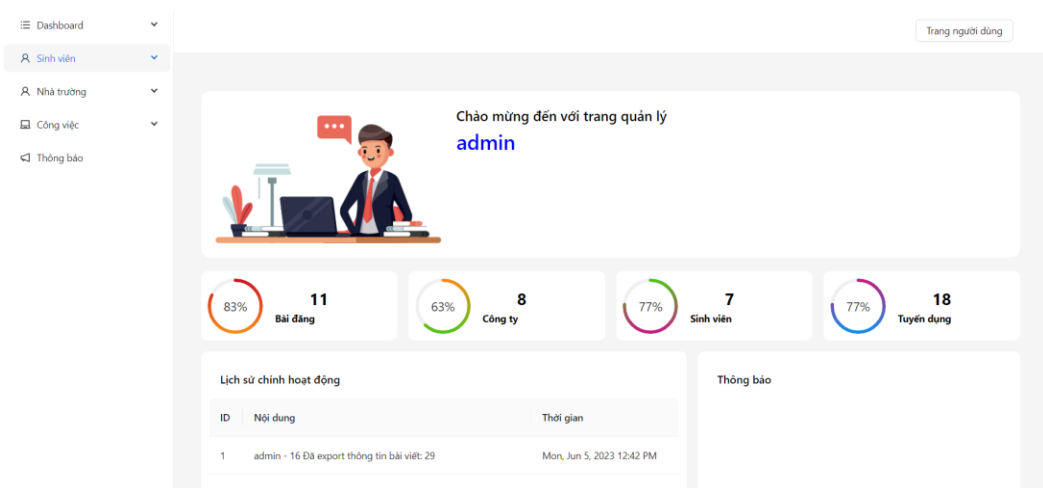 Dashboard
Sinh viên
Nhà trường
Công việc
Thông báo
Trang người dùng
Chào mừng đến với trang quản lý
admin
83%
11
Bài đăng
63%
8
Công ty
77%
7
Sinh viên
77%
18
Tuyển dụng
Lịch sử chỉnh hoạt động
ID Nội dung Thời gian
1 admin - 16 Đã export thông tin bài viết: 29 Mon, Jun 5, 2023 12:42 PM
Thông báo